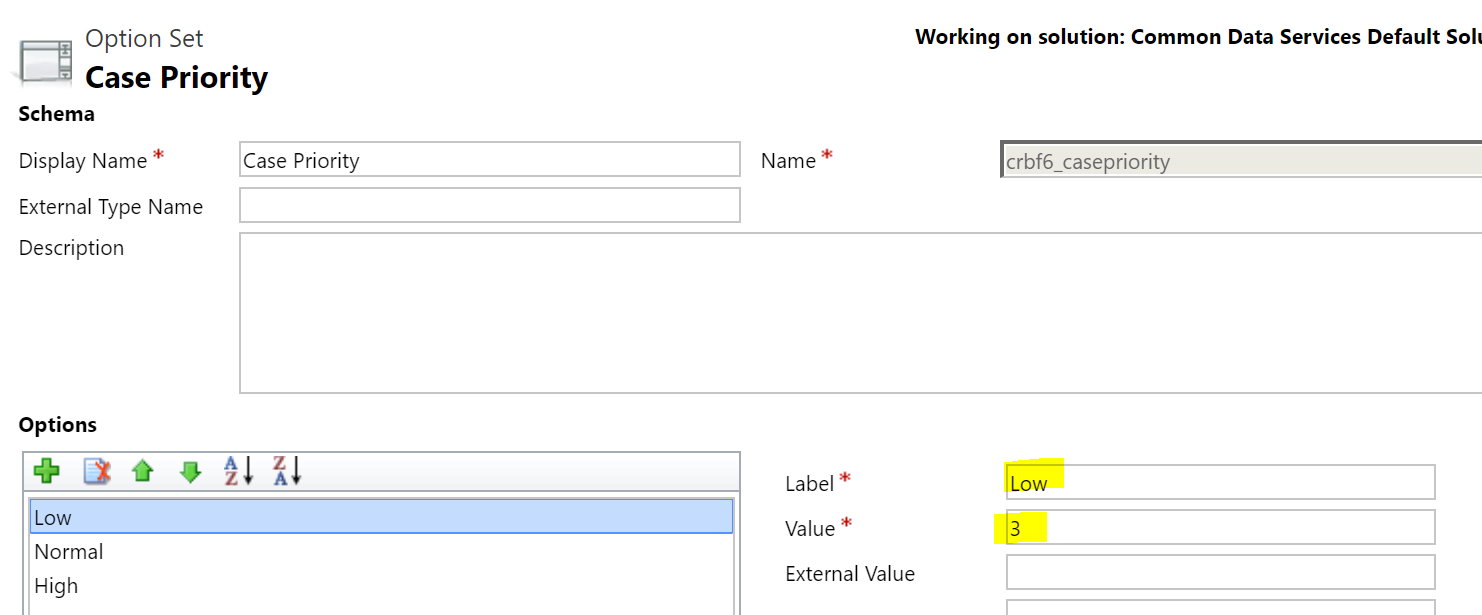 Option Set
Working on solution: Common Data Services Default
Case Priority
Schema
Display Name * Case Priority Name * crbf6_casepriority
External Type Name
Description
Options
A Z Z A
Label * Low
Low
Value * 3
Normal
External Value
High